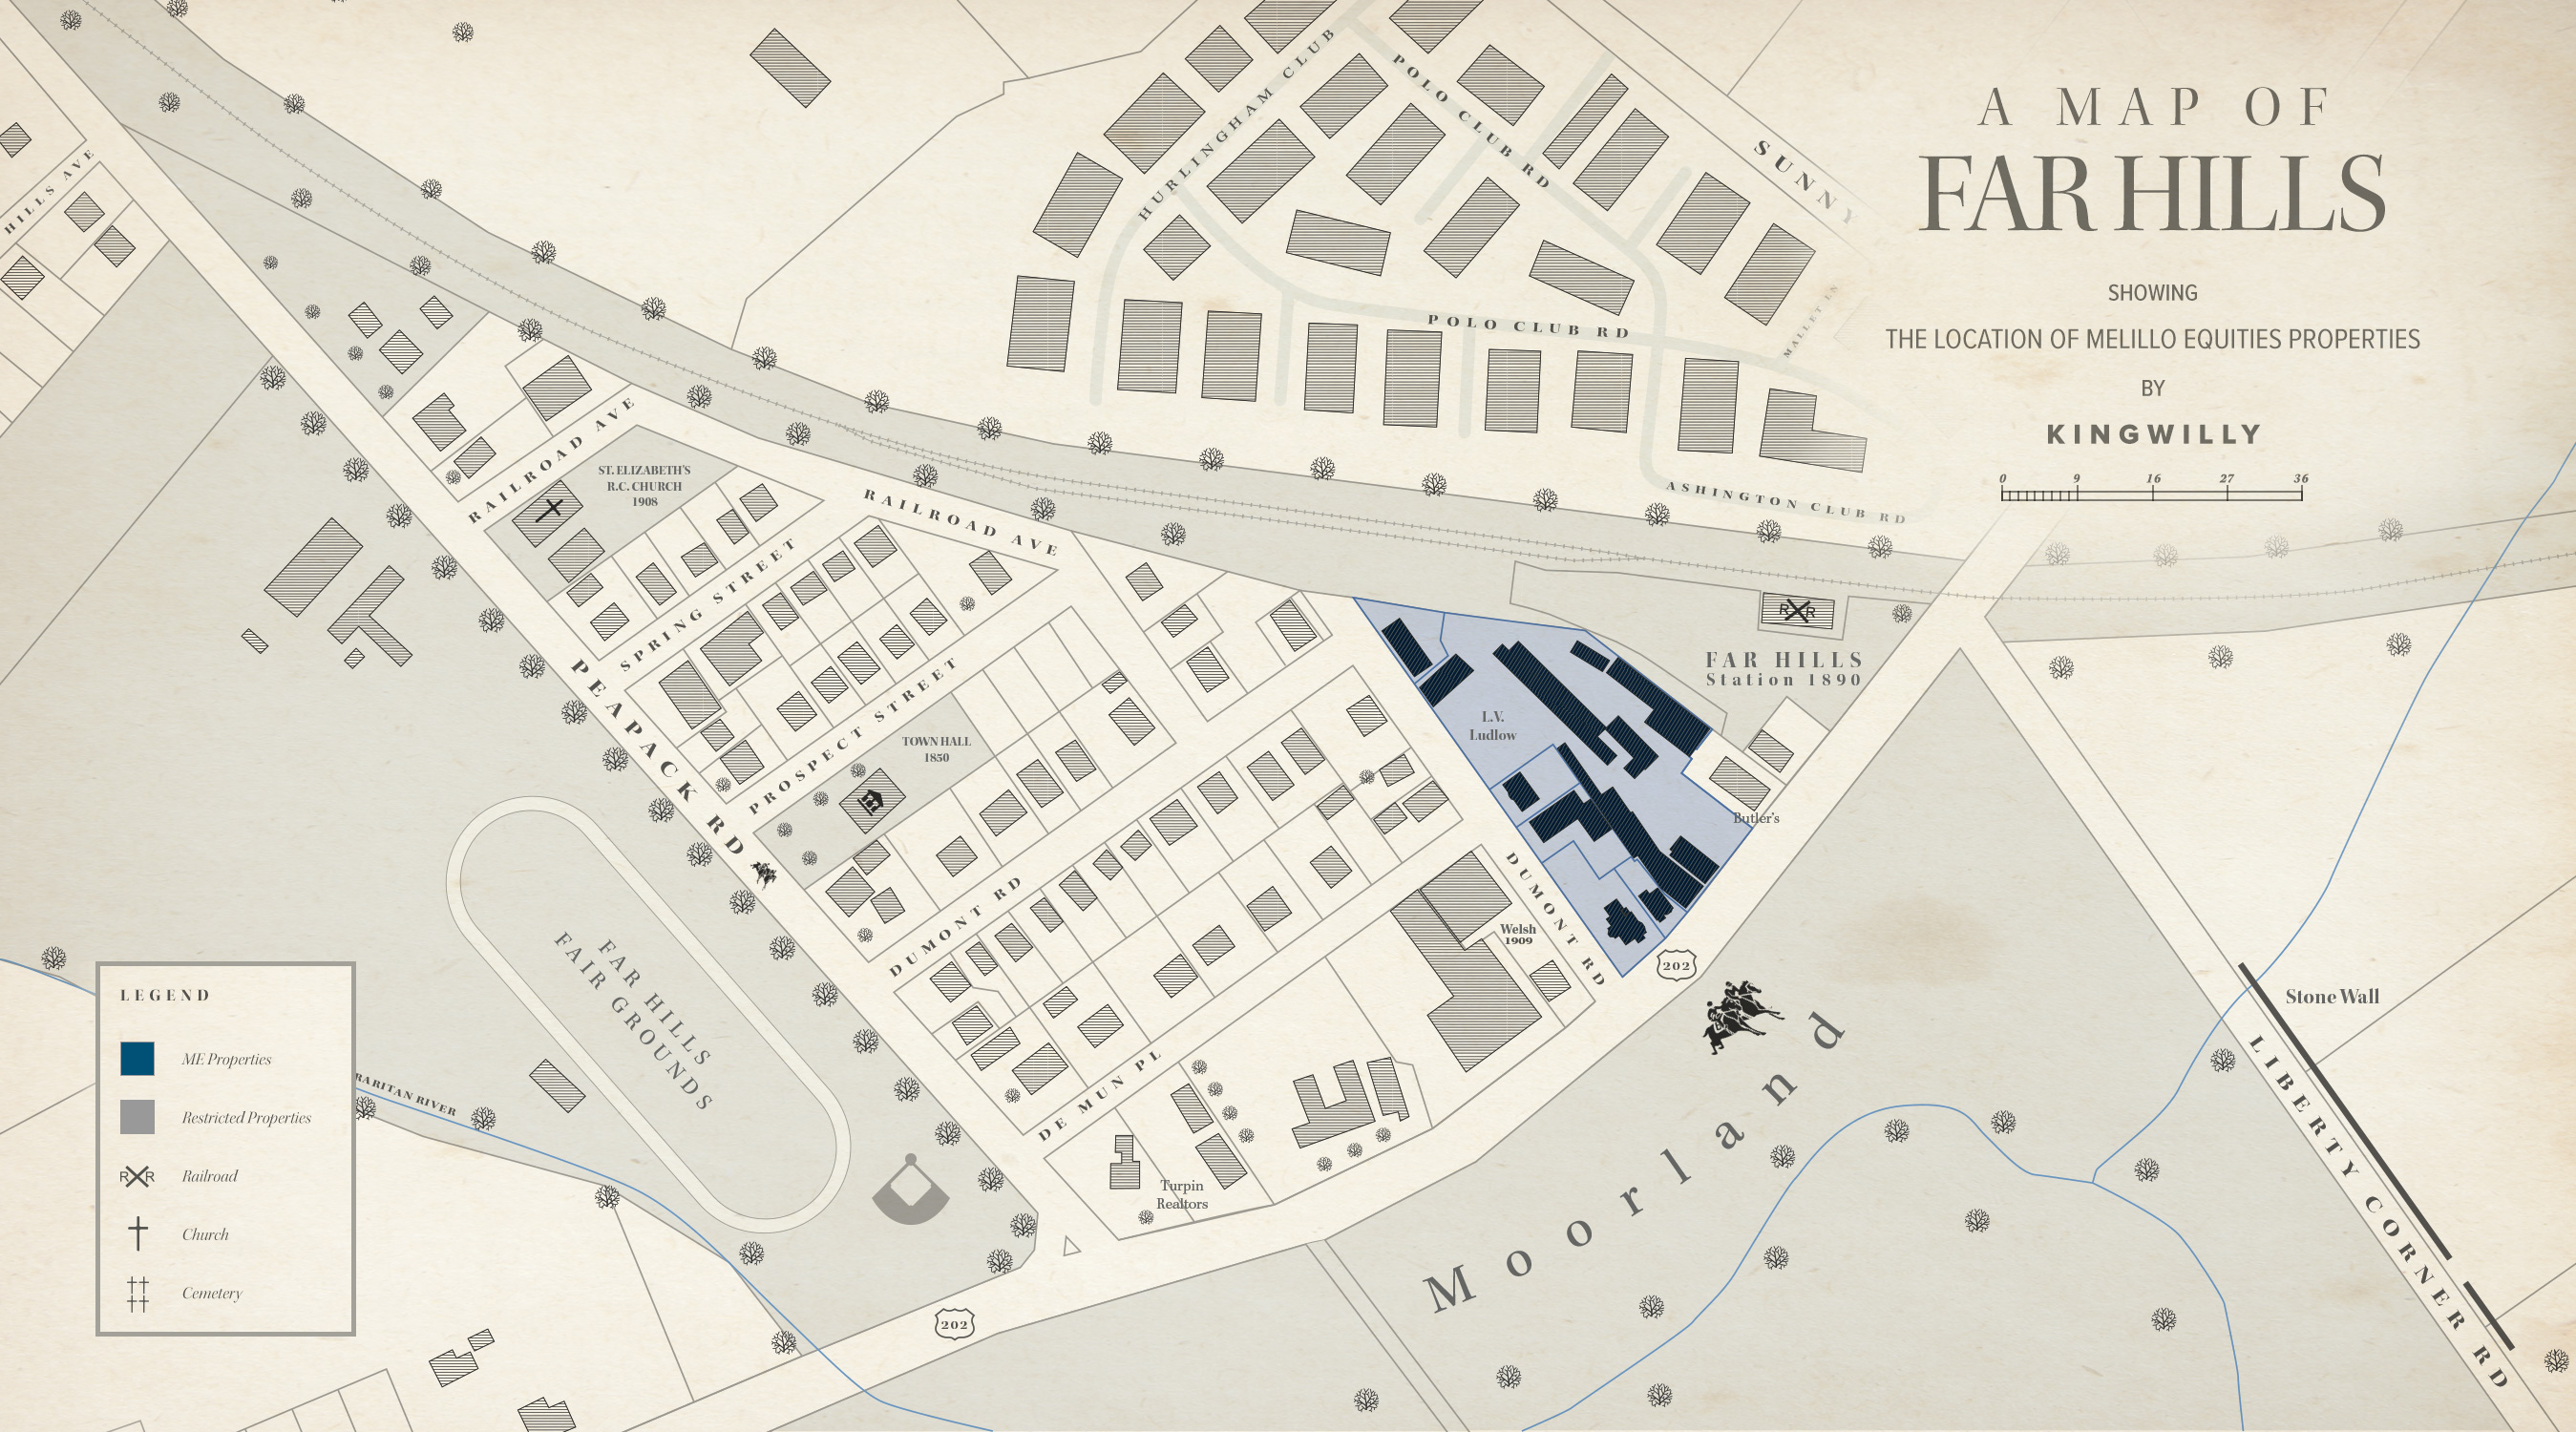 A MAP OF
FAR HILLS
SHOWING
THE LOCATION OF MELILLO EQUITIES PROPERTIES
BY
KINGWILLY
0 9 16 27 36
HILLS AVE
HURLINGHAM CLUB
POLO CLUB RD
SUNNY
POLO CLUB RD
MALLET LN
ASHINGTON CLUB RD
RAILROAD AVE
ST. ELIZABETH'S
R.C. CHURCH
1908
RAILROAD AVE
SPRING STREET
PEAPACK RD
PROSPECT STREET
TOWN HALL
1850
R R
FAR HILLS
Station 1890
L.V.
Ludlow
Butler's
DUMONT RD
DUMONT RD
Welsh
1909
202
FAR HILLS
FAIR GROUNDS
DE MUN PL
Turpin
Realtors
Moorland
202
Stone Wall
LIBERTY CORNER RD
RARITAN RIVER
LEGEND
ME Properties
Restricted Properties
R R Railroad
Church
Cemetery